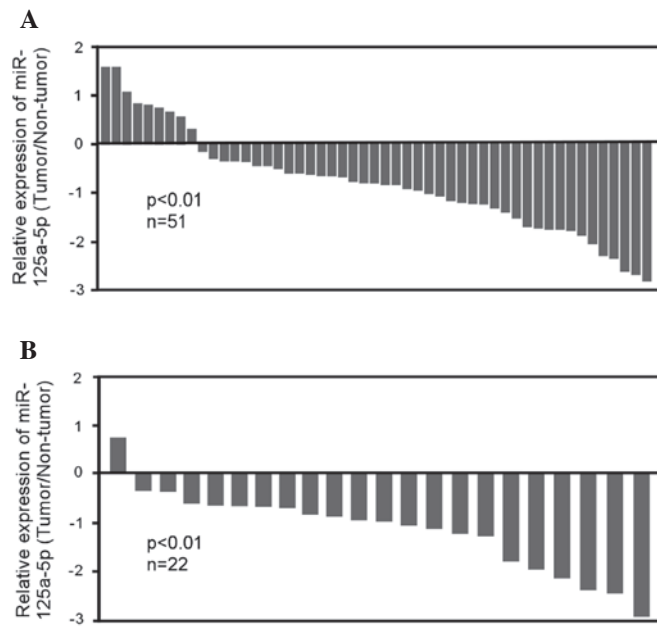 A
Relative expression of miR-
125a-5p (Tumor/Non-tumor)
2
1
0
-1
-2
-3
p<0.01
n=51
B
Relative expression of miR-
125a-5p (Tumor/Non-tumor)
2
1
0
-1
-2
-3
p<0.01
n=22